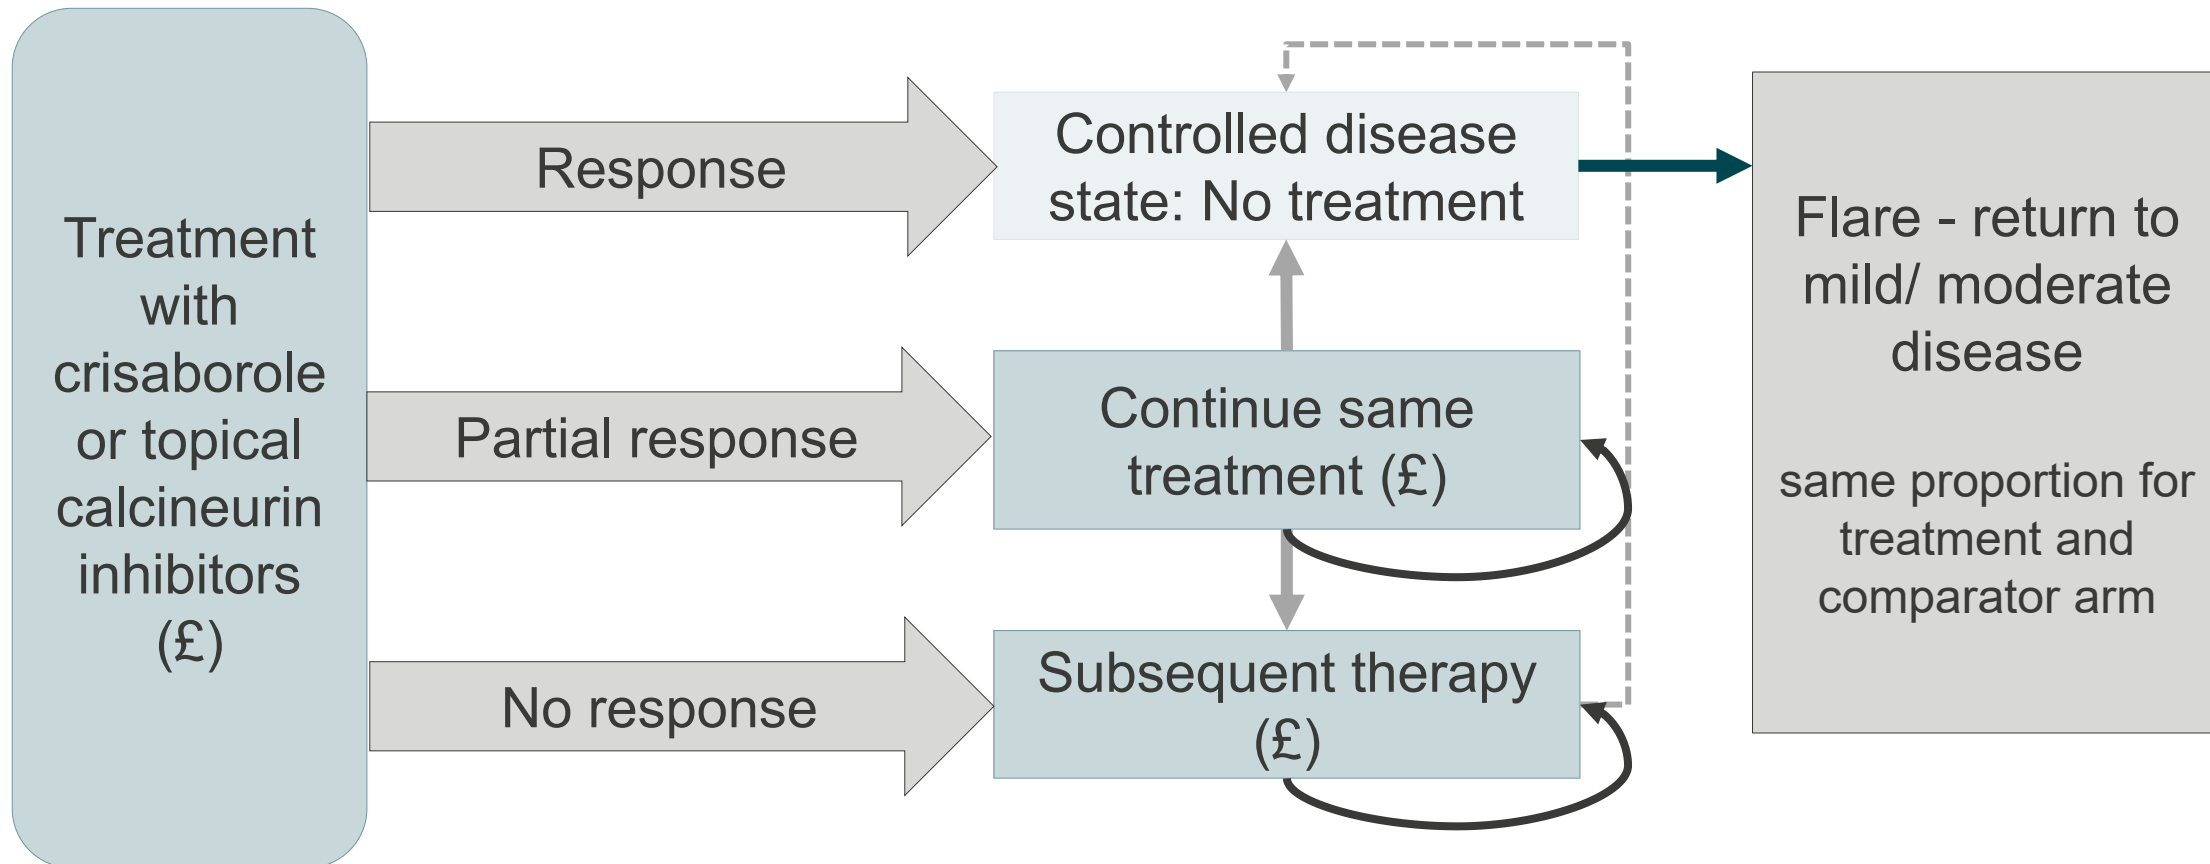 Treatment
with
crisaborole
or topical
calcineurin
inhibitors
(£)
Response
Controlled disease
state: No treatment
Partial response
Continue same
treatment (£)
No response
Subsequent therapy
(£)
Flare - return to
mild/ moderate
disease
same proportion for
treatment and
comparator arm